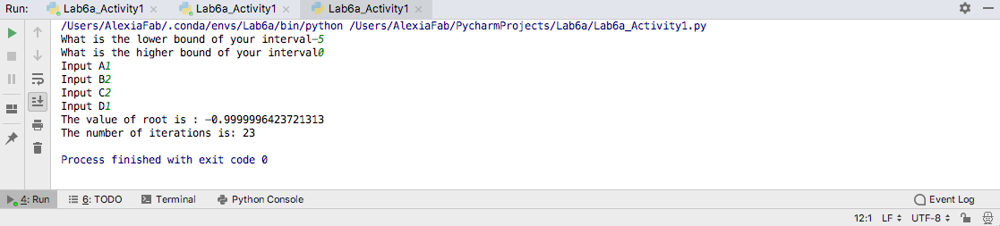 Run: Lab6a_Activity1 × Lab6a_Activity1 × Lab6a_Activity1 ×
/Users/AlexiaFab/.conda/envs/Lab6a/bin/python /Users/AlexiaFab/PycharmProjects/Lab6a/Lab6a_Activity1.py
What is the lower bound of your interval-5
What is the higher bound of your interval0
Input A1
Input B2
Input C2
Input D1
The value of root is : -0.9999996423721313
The number of iterations is: 23
Process finished with exit code 0
4: Run 6: TODO Terminal Python Console Event Log
12:1 LF UTF-8